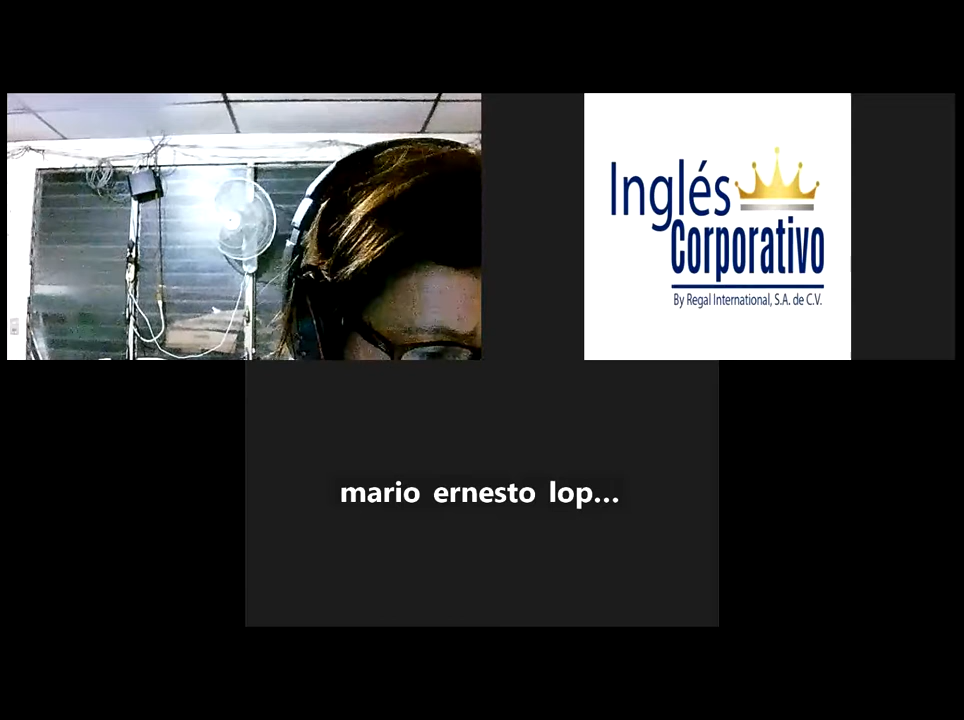 Inglés
Corporativo
By Regal International, S.A. de C.V.
mario ernesto lop...